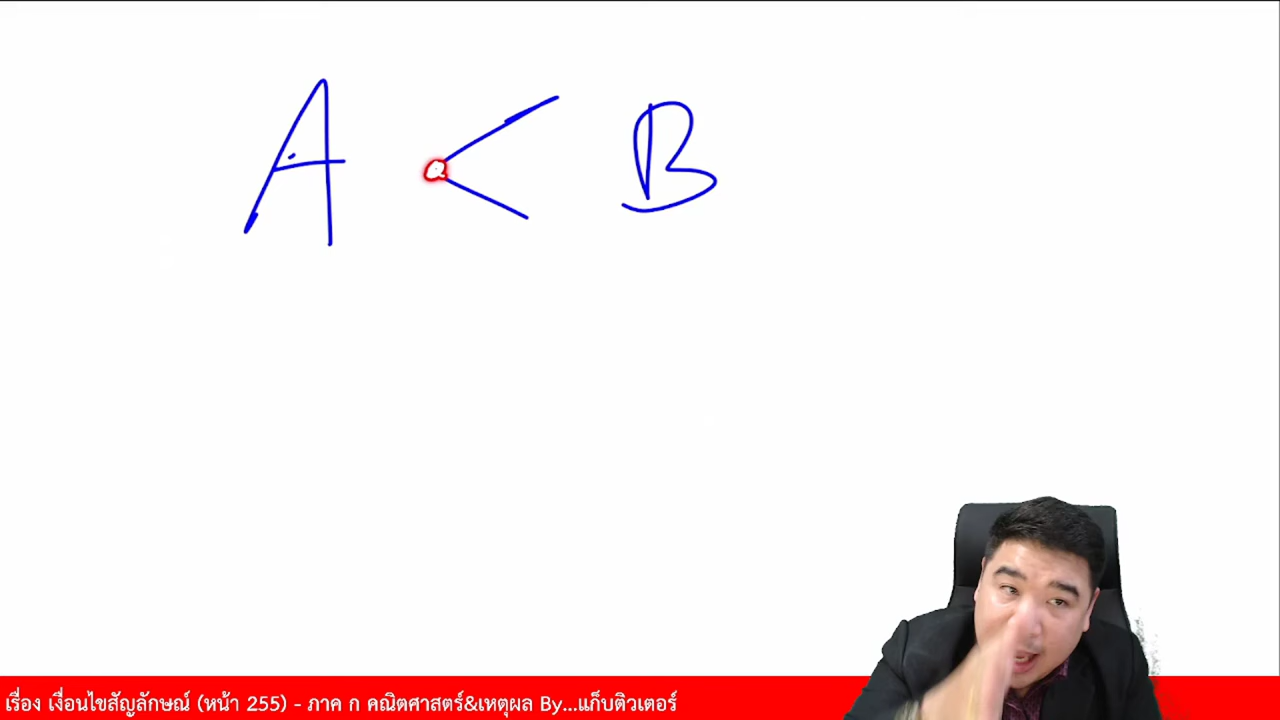 A < B
เรื่อง เงื่อนไขสัญลักษณ์ (หน้า 255) - ภาค ก คณิตศาสตร์&เหตุผล By...แก็บติวเตอร์